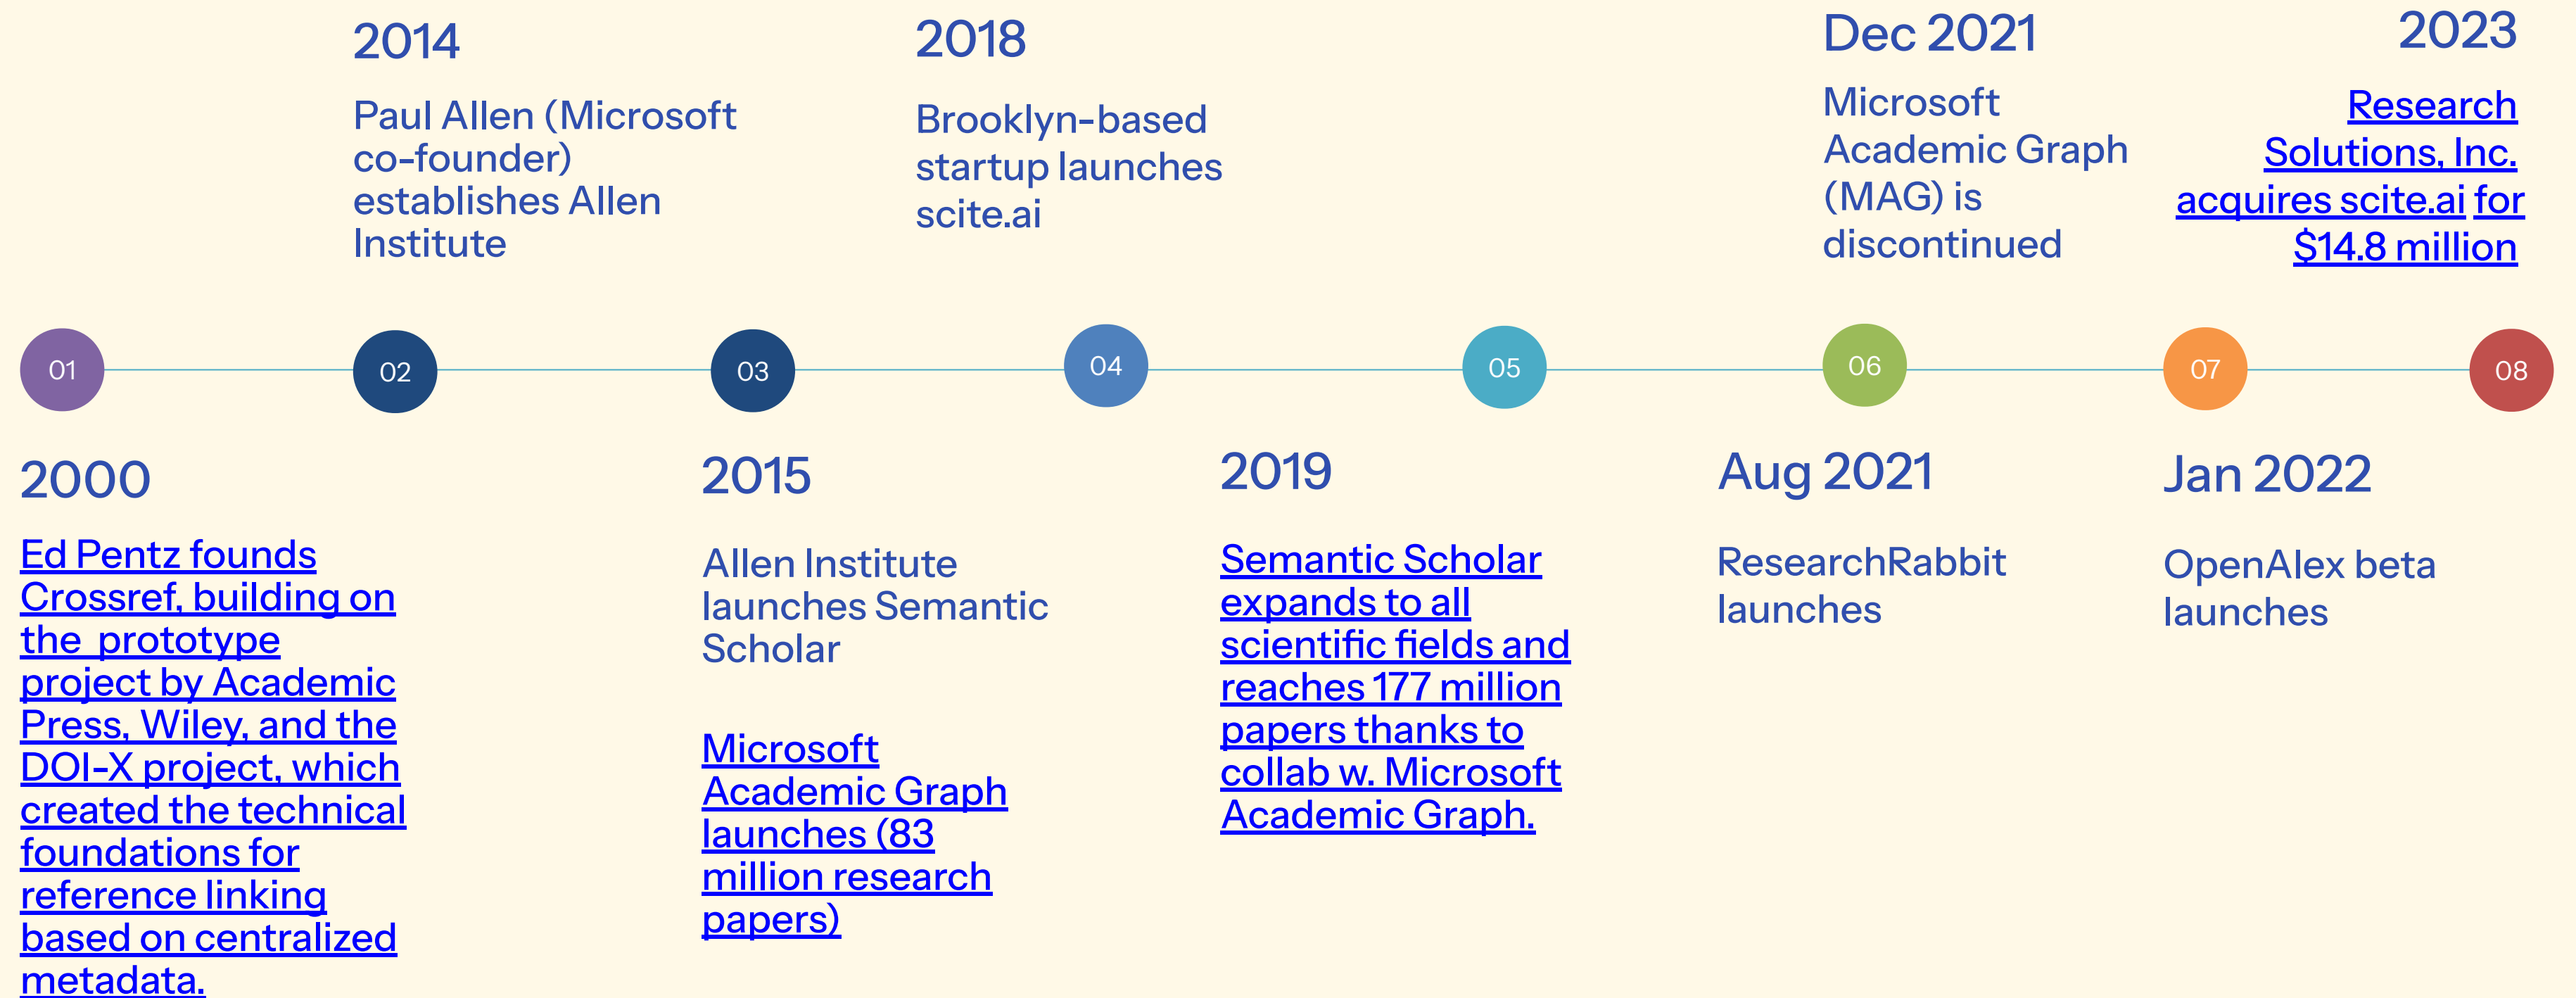 2014
Paul Allen (Microsoft
co-founder)
establishes Allen
Institute
2018
Brooklyn-based
startup launches
scite.ai
Dec 2021
Microsoft
Academic Graph
(MAG) is
discontinued
2023
Research
Solutions, Inc.
acquires scite.ai for
$14.8 million
01
02
03
04
05
06
07
08
2000
Ed Pentz founds
Crossref, building on
the  prototype
project by Academic
Press, Wiley, and the
DOI-X project, which
created the technical
foundations for
reference linking
based on centralized
metadata.
2015
Allen Institute
launches Semantic
Scholar
Microsoft
Academic Graph
launches (83
million research
papers)
2019
Semantic Scholar
expands to all
scientific fields and
reaches 177 million
papers thanks to
collab w. Microsoft
Academic Graph.
Aug 2021
ResearchRabbit
launches
Jan 2022
OpenAlex beta
launches